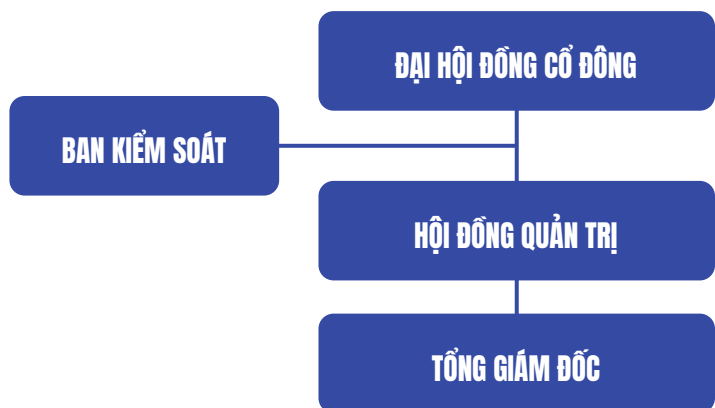 ĐẠI HỘI ĐỒNG CỔ ĐÔNG
BAN KIỂM SOÁT
HỘI ĐỒNG QUẢN TRỊ
TỔNG GIÁM ĐỐC